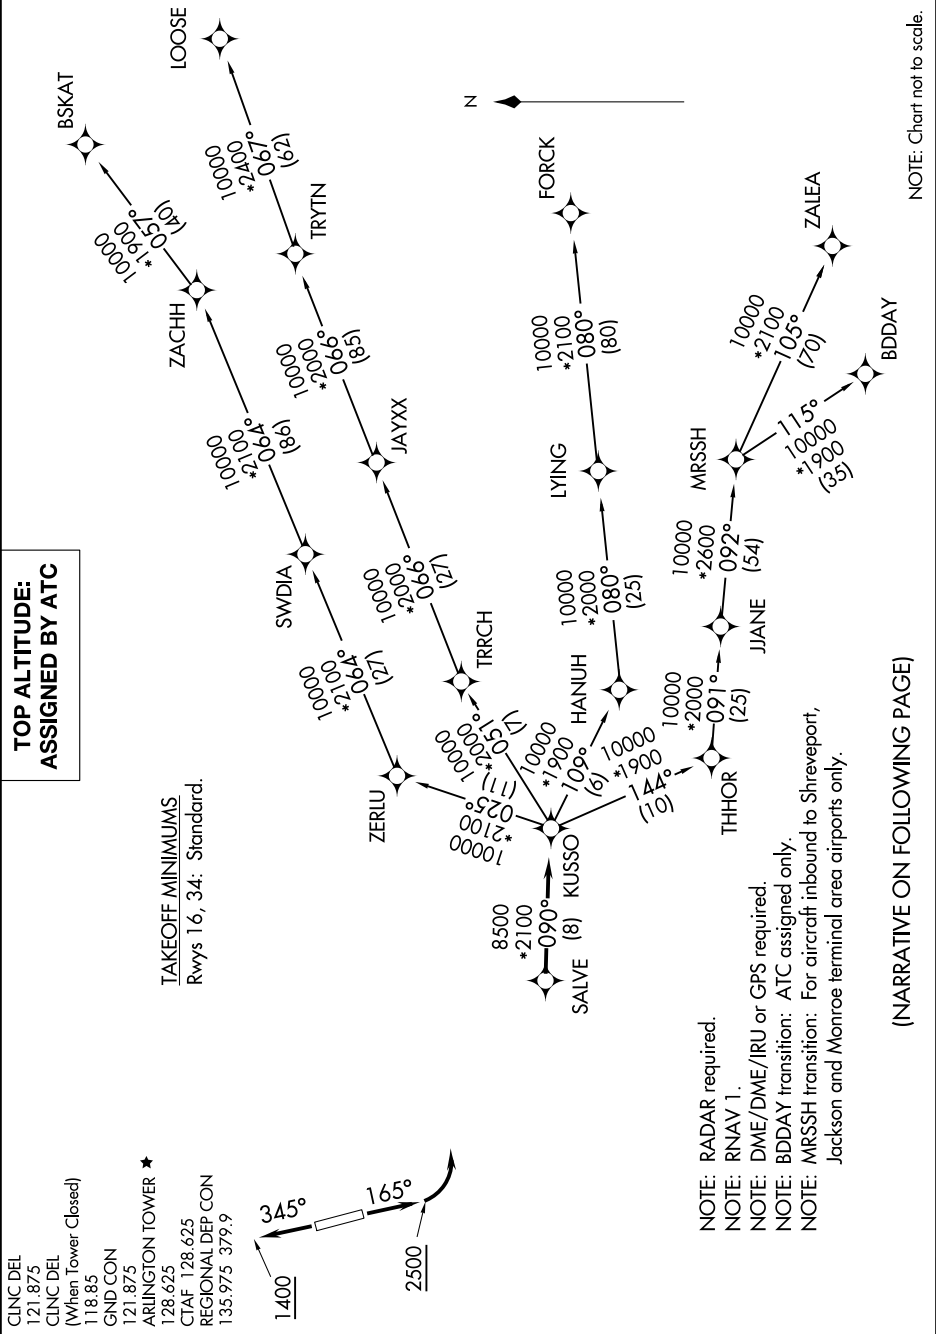 CLNC DEL
121.875
CLNC DEL
(When Tower Closed)
118.85
GND CON
121.875
ARLINGTON TOWER ★
128.625
CTAF 128.625
REGIONAL DEP CON
135.975 379.9
TOP ALTITUDE:
ASSIGNED BY ATC
TAKEOFF MINIMUMS
Rwys 16, 34: Standard.
345°
165°
1400
2500
SALVE
8500
*2100
090°
(8)
KUSSO
10000
*2100
025°
(11)
ZERLU
10000
*2100
064°
(27)
SWDIA
10000
*2100
064°
(86)
ZACHH
10000
*1900
057°
(40)
BSKAT
10000
*2000
051°
(7)
TRRCH
10000
*2000
066°
(27)
JAYXX
10000
*2000
066°
(85)
TRYTN
10000
*2400
067°
(62)
LOOSE
10000
*1900
109°
(6)
HANUH
10000
*2000
080°
(25)
LYING
10000
*2100
080°
(80)
FORCK
10000
*1900
144°
(10)
THHOR
10000
*2000
091°
(25)
JJANE
10000
*2600
092°
(54)
MRSSH
10000
*2100
105°
(70)
ZALEA
115°
10000
*1900
(35)
BDDAY
N
NOTE: RADAR required.
NOTE: RNAV 1.
NOTE: DME/DME/IRU or GPS required.
NOTE: BDDAY transition: ATC assigned only.
NOTE: MRSSH transition: For aircraft inbound to Shreveport,
Jackson and Monroe terminal area airports only.
(NARRATIVE ON FOLLOWING PAGE)
NOTE: Chart not to scale.